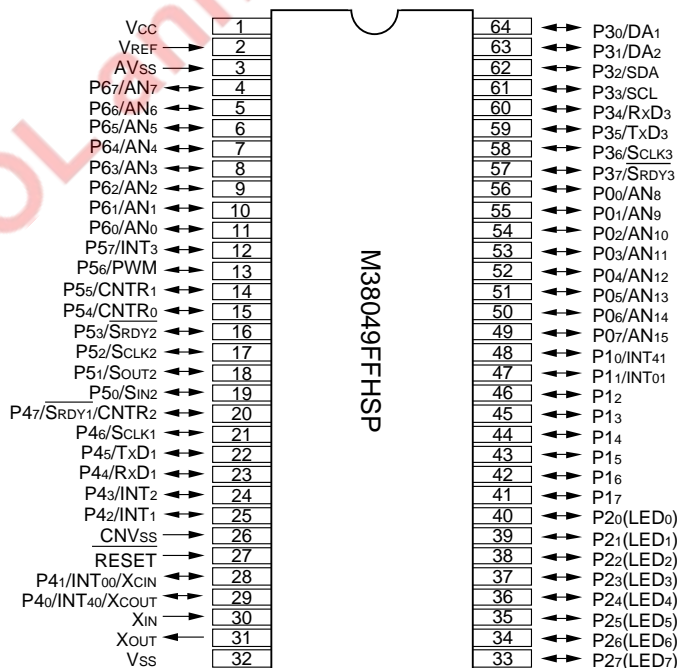 VCC 1
VREF 2
AVSS 3
P67/AN7 4
P66/AN6 5
P65/AN5 6
P64/AN4 7
P63/AN3 8
P62/AN2 9
P61/AN1 10
P60/AN0 11
P57/INT3 12
P56/PWM 13
P55/CNTR1 14
P54/CNTR0 15
P53/SRDY2 16
P52/SCLK2 17
P51/SOUT2 18
P50/SIN2 19
P47/SRDY1/CNTR2 20
P46/SCLK1 21
P45/TXD1 22
P44/RXD1 23
P43/INT2 24
P42/INT1 25
CNVSS 26
RESET 27
P41/INT00/XCIN 28
P40/INT40/XCOUT 29
XIN 30
XOUT 31
VSS 32
M38049FFHSP
64 P30/DA1
63 P31/DA2
62 P32/SDA
61 P33/SCL
60 P34/RXD3
59 P35/TXD3
58 P36/SCLK3
57 P37/SRDY3
56 P00/AN8
55 P01/AN9
54 P02/AN10
53 P03/AN11
52 P04/AN12
51 P05/AN13
50 P06/AN14
49 P07/AN15
48 P10/INT41
47 P11/INT01
46 P12
45 P13
44 P14
43 P15
42 P16
41 P17
40 P20(LED0)
39 P21(LED1)
38 P22(LED2)
37 P23(LED3)
36 P24(LED4)
35 P25(LED5)
34 P26(LED6)
33 P27(LED7)